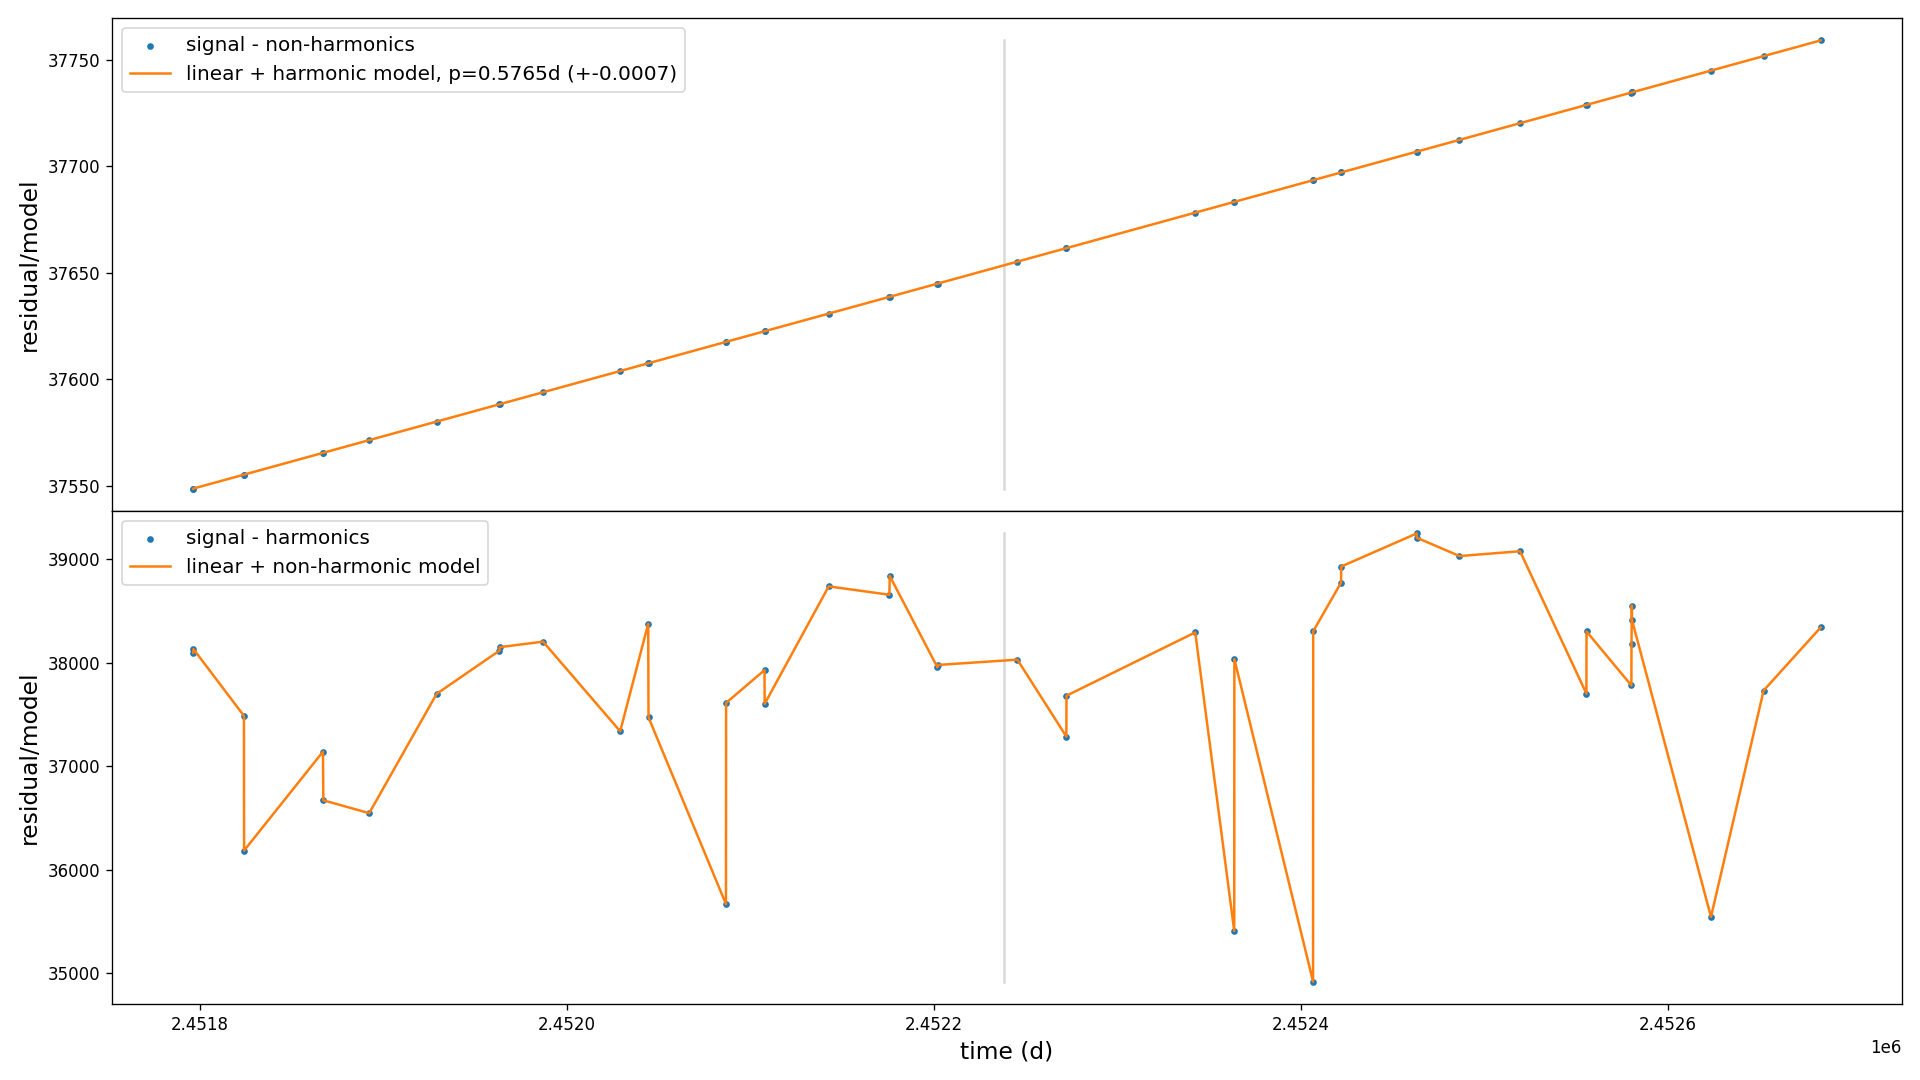 signal - non-harmonics
linear + harmonic model, p=0.5765d (+-0.0007)
37750
37700
37650
37600
37550
residual/model
signal - harmonics
linear + non-harmonic model
39000
38000
37000
36000
35000
residual/model
2.4518
2.4520
2.4522
2.4524
2.4526
1e6
time (d)